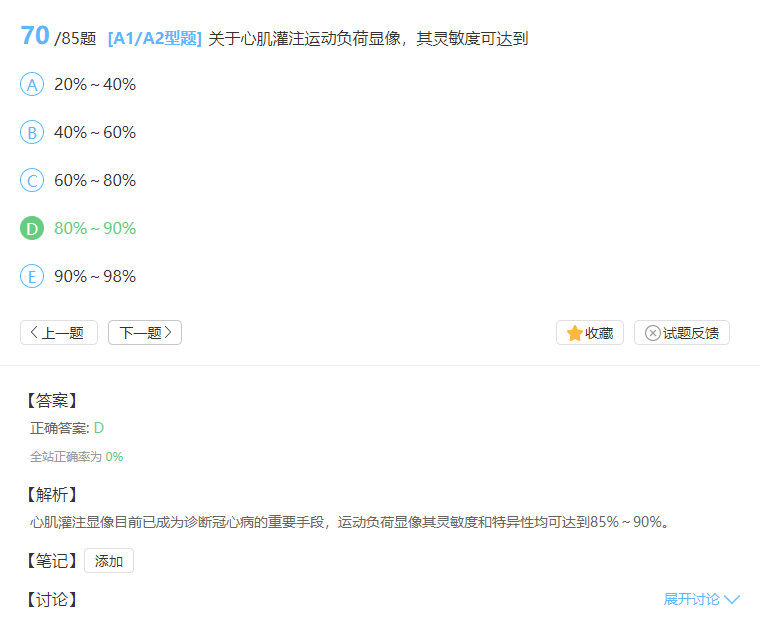 70 /85题 [A1/A2型题] 关于心肌灌注运动负荷显像，其灵敏度可达到
A 20%～40%
B 40%～60%
C 60%～80%
D 80%～90%
E 90%～98%
上一题 下一题 收藏 试题反馈
【答案】
正确答案: D
全站正确率为 0%
【解析】
心肌灌注显像目前已成为诊断冠心病的重要手段，运动负荷显像其灵敏度和特异性均可达到85%～90%。
【笔记】 添加
【讨论】 展开讨论